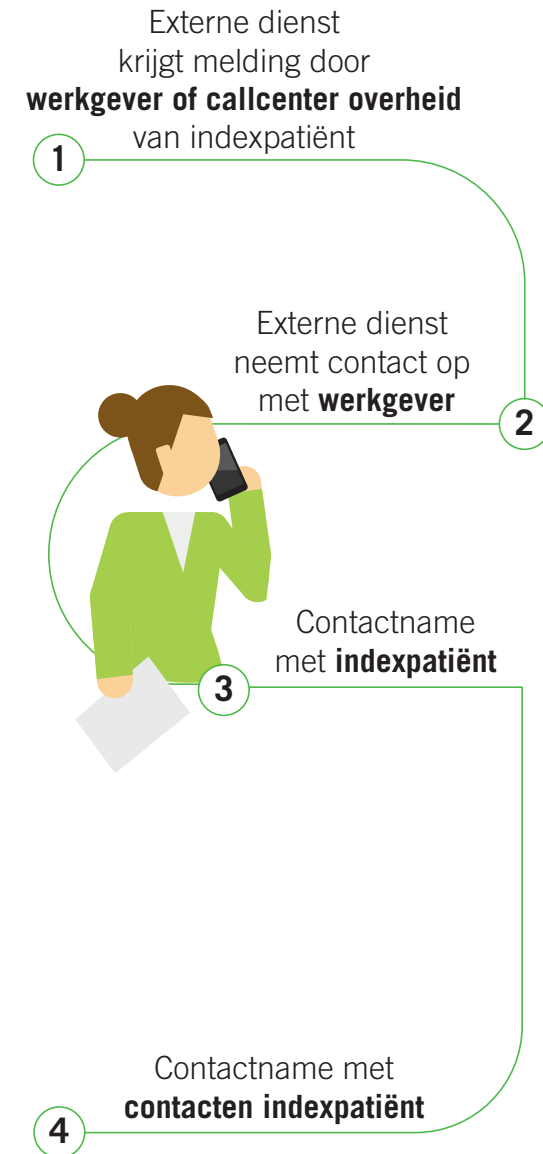 Externe dienst
krijgt melding door
werkgever of callcenter overheid
van indexpatiënt
1
Externe dienst
neemt contact op
met werkgever
2
Contactname
met indexpatiënt
3
Contactname met
contacten indexpatiënt
4